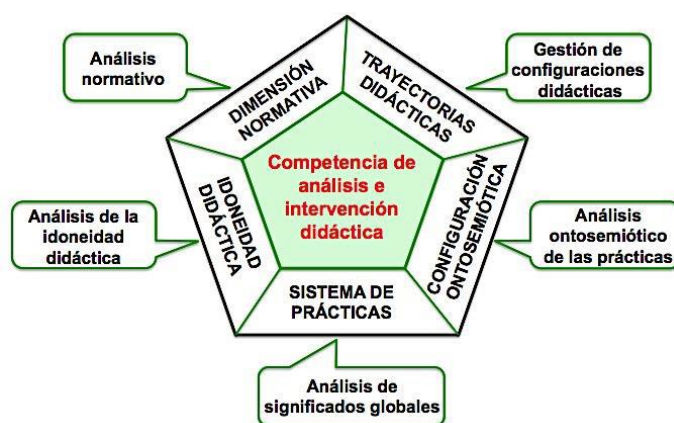 Análisis
normativo
DIMENSIÓN
NORMATIVA
TRAYECTORIAS
DIDÁCTICAS
Gestión de
configuraciones
didácticas
Competencia de
análisis e
intervención
didáctica
IDONEIDAD
DIDÁCTICA
CONFIGURACIÓN
ONTOSEMIÓTICA
Análisis de la
idoneidad
didáctica
Análisis
ontosemiótico
de las prácticas
SISTEMA DE
PRÁCTICAS
Análisis de
significados globales